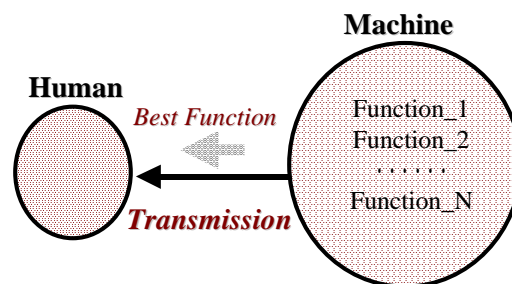 Machine
Human
Best Function
Transmission
Function_1
Function_2
......
Function_N